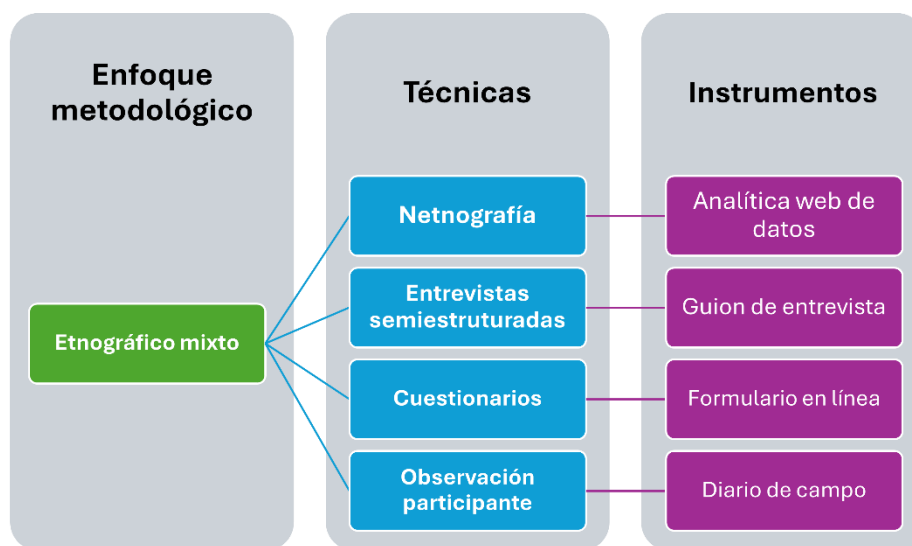 Enfoque
metodológico
Técnicas
Instrumentos
Etnográfico mixto
Netnografía
Analítica web de
datos
Entrevistas
semiestruturadas
Guion de entrevista
Cuestionarios
Formulario en línea
Observación
participante
Diario de campo